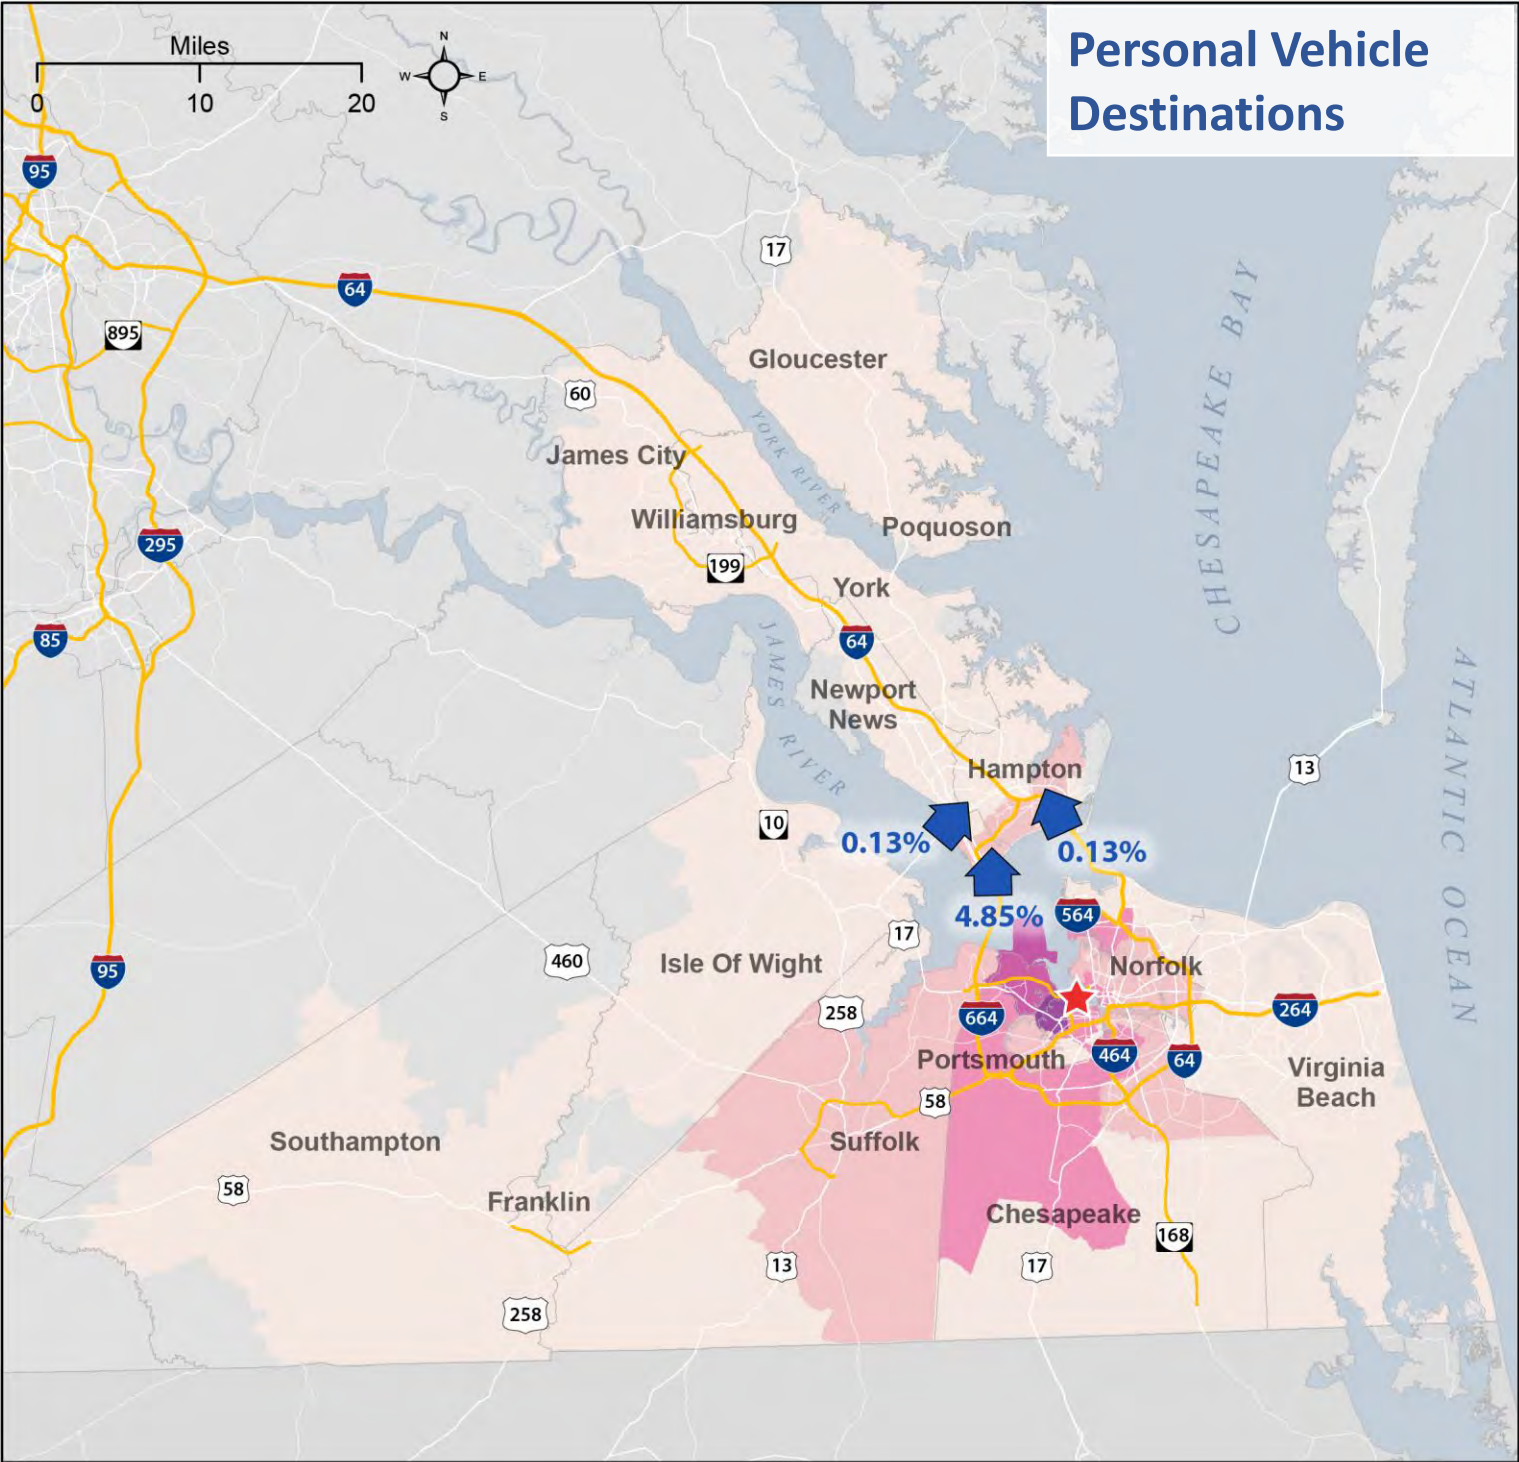 Personal Vehicle
Destinations
Miles
0
10
20
N
W
E
S
95
17
64
895
Gloucester
60
YORK RIVER
CHESAPEAKE BAY
James City
Williamsburg
Poquoson
295
199
York
85
64
JAMES RIVER
Newport
News
ATLANTIC OCEAN
Hampton
13
10
0.13%
0.13%
4.85%
564
17
460
Isle Of Wight
Norfolk
95
258
664
264
Portsmouth
464
64
Virginia
Beach
58
Southampton
Suffolk
58
Franklin
Chesapeake
168
13
17
258